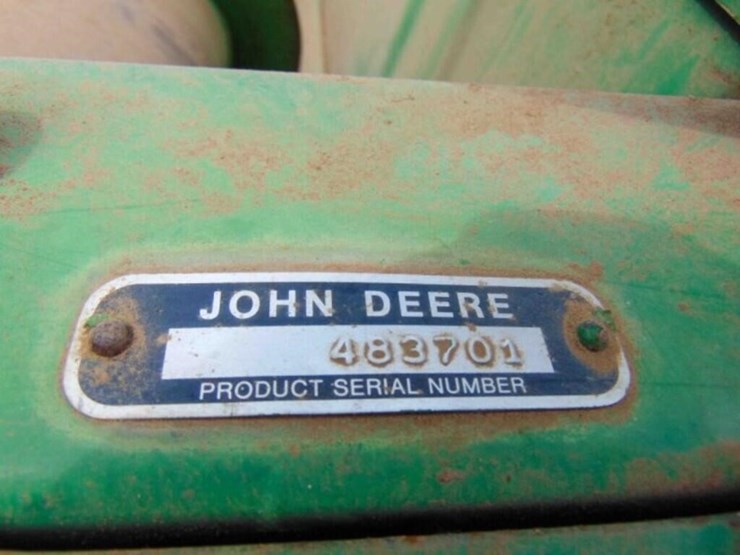 JOHN DEERE
483701
PRODUCT SERIAL NUMBER